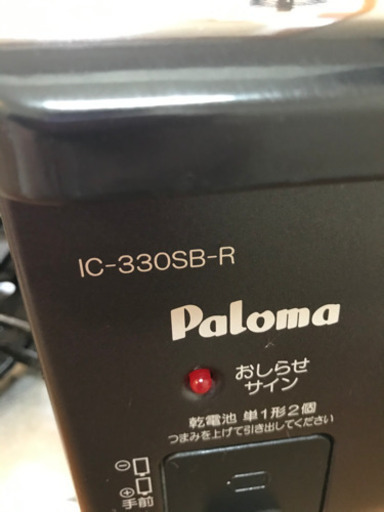 IC-330SB-R
Paloma
おしらせ
サイン
乾電池 単1形2個
つまみを上げて引き出してください
⊖
⊕
手前